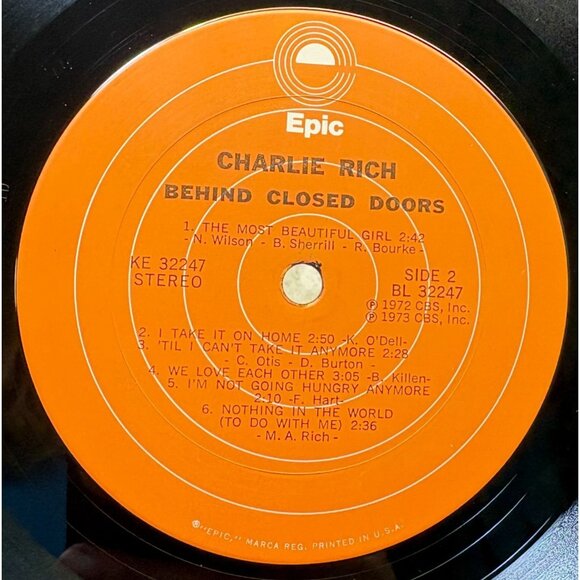 Epic
CHARLIE RICH
BEHIND CLOSED DOORS
1. THE MOST BEAUTIFUL GIRL 2:42
- N. Wilson - B. Sherrill - R. Bourke -
KE 32247
STEREO
SIDE 2
BL 32247
℗ 1972 CBS, Inc.
℗ 1973 CBS, Inc.
2. I TAKE IT ON HOME 2:50 -K. O'Dell-
3. 'TIL I CAN'T TAKE IT ANYMORE 2:28
- C. Otis - D. Burton -
4. WE LOVE EACH OTHER 3:05 -B. Killen-
5. I'M NOT GOING HUNGRY ANYMORE
2:10 -F. Hart-
6. NOTHING IN THE WORLD
(TO DO WITH ME) 2:36
- M. A. Rich -
®"EPIC," MARCA REG. PRINTED IN U.S.A.